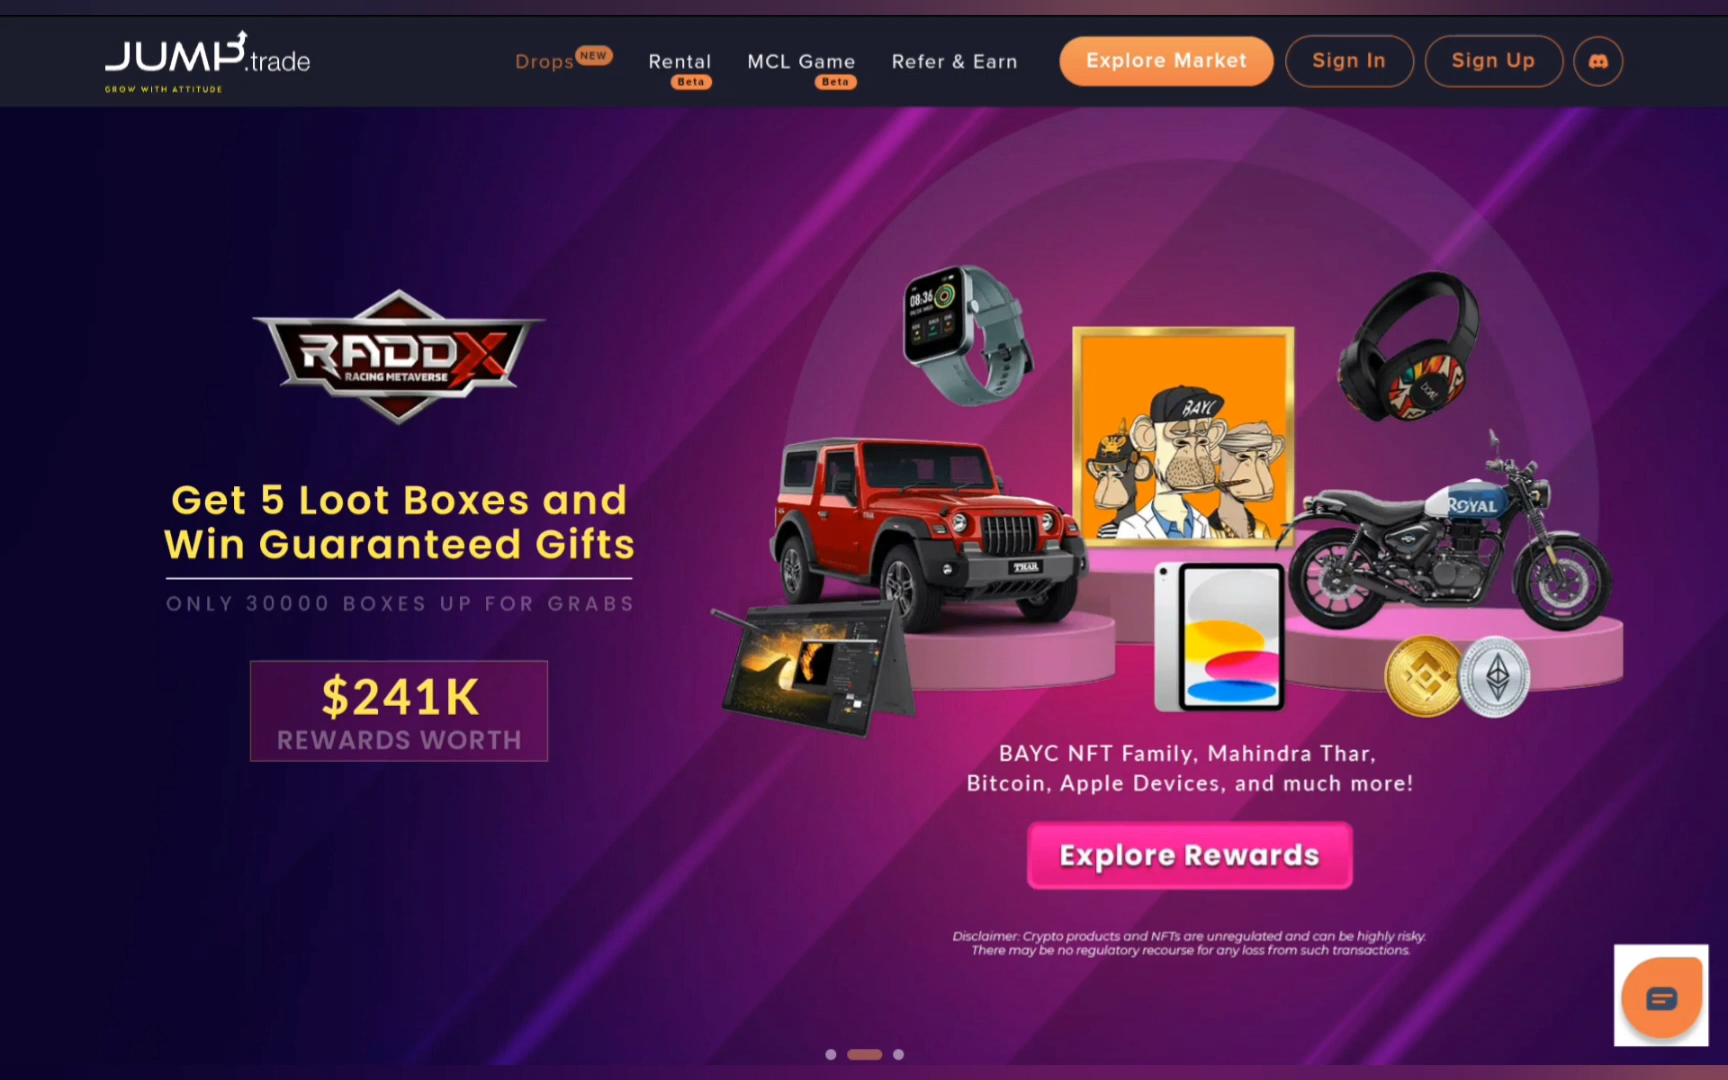 JUMP.trade
GROW WITH ATTITUDE
Drops NEW
Rental Beta
MCL Game Beta
Refer & Earn
Explore Market
Sign In
Sign Up
RADDX
RACING METAVERSE
Get 5 Loot Boxes and
Win Guaranteed Gifts
ONLY 30000 BOXES UP FOR GRABS
$241K
REWARDS WORTH
08:36
BAYC
boAt
THAR
ROYAL
BAYC NFT Family, Mahindra Thar,
Bitcoin, Apple Devices, and much more!
Explore Rewards
Disclaimer: Crypto products and NFTs are unregulated and can be highly risky.
There may be no regulatory recourse for any loss from such transactions.